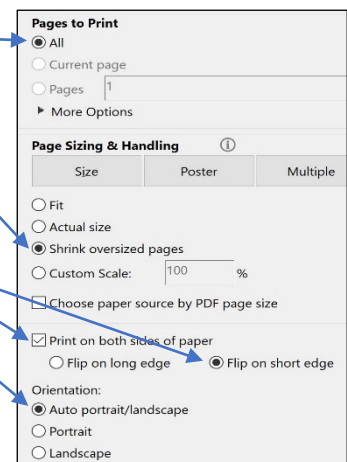 Pages to Print
All
Current page
Pages 1
More Options
Page Sizing & Handling
Size Poster Multiple
Fit
Actual size
Shrink oversized pages
Custom Scale: 100 %
Choose paper source by PDF page size
Print on both sides of paper
Flip on long edge Flip on short edge
Orientation:
Auto portrait/landscape
Portrait
Landscape